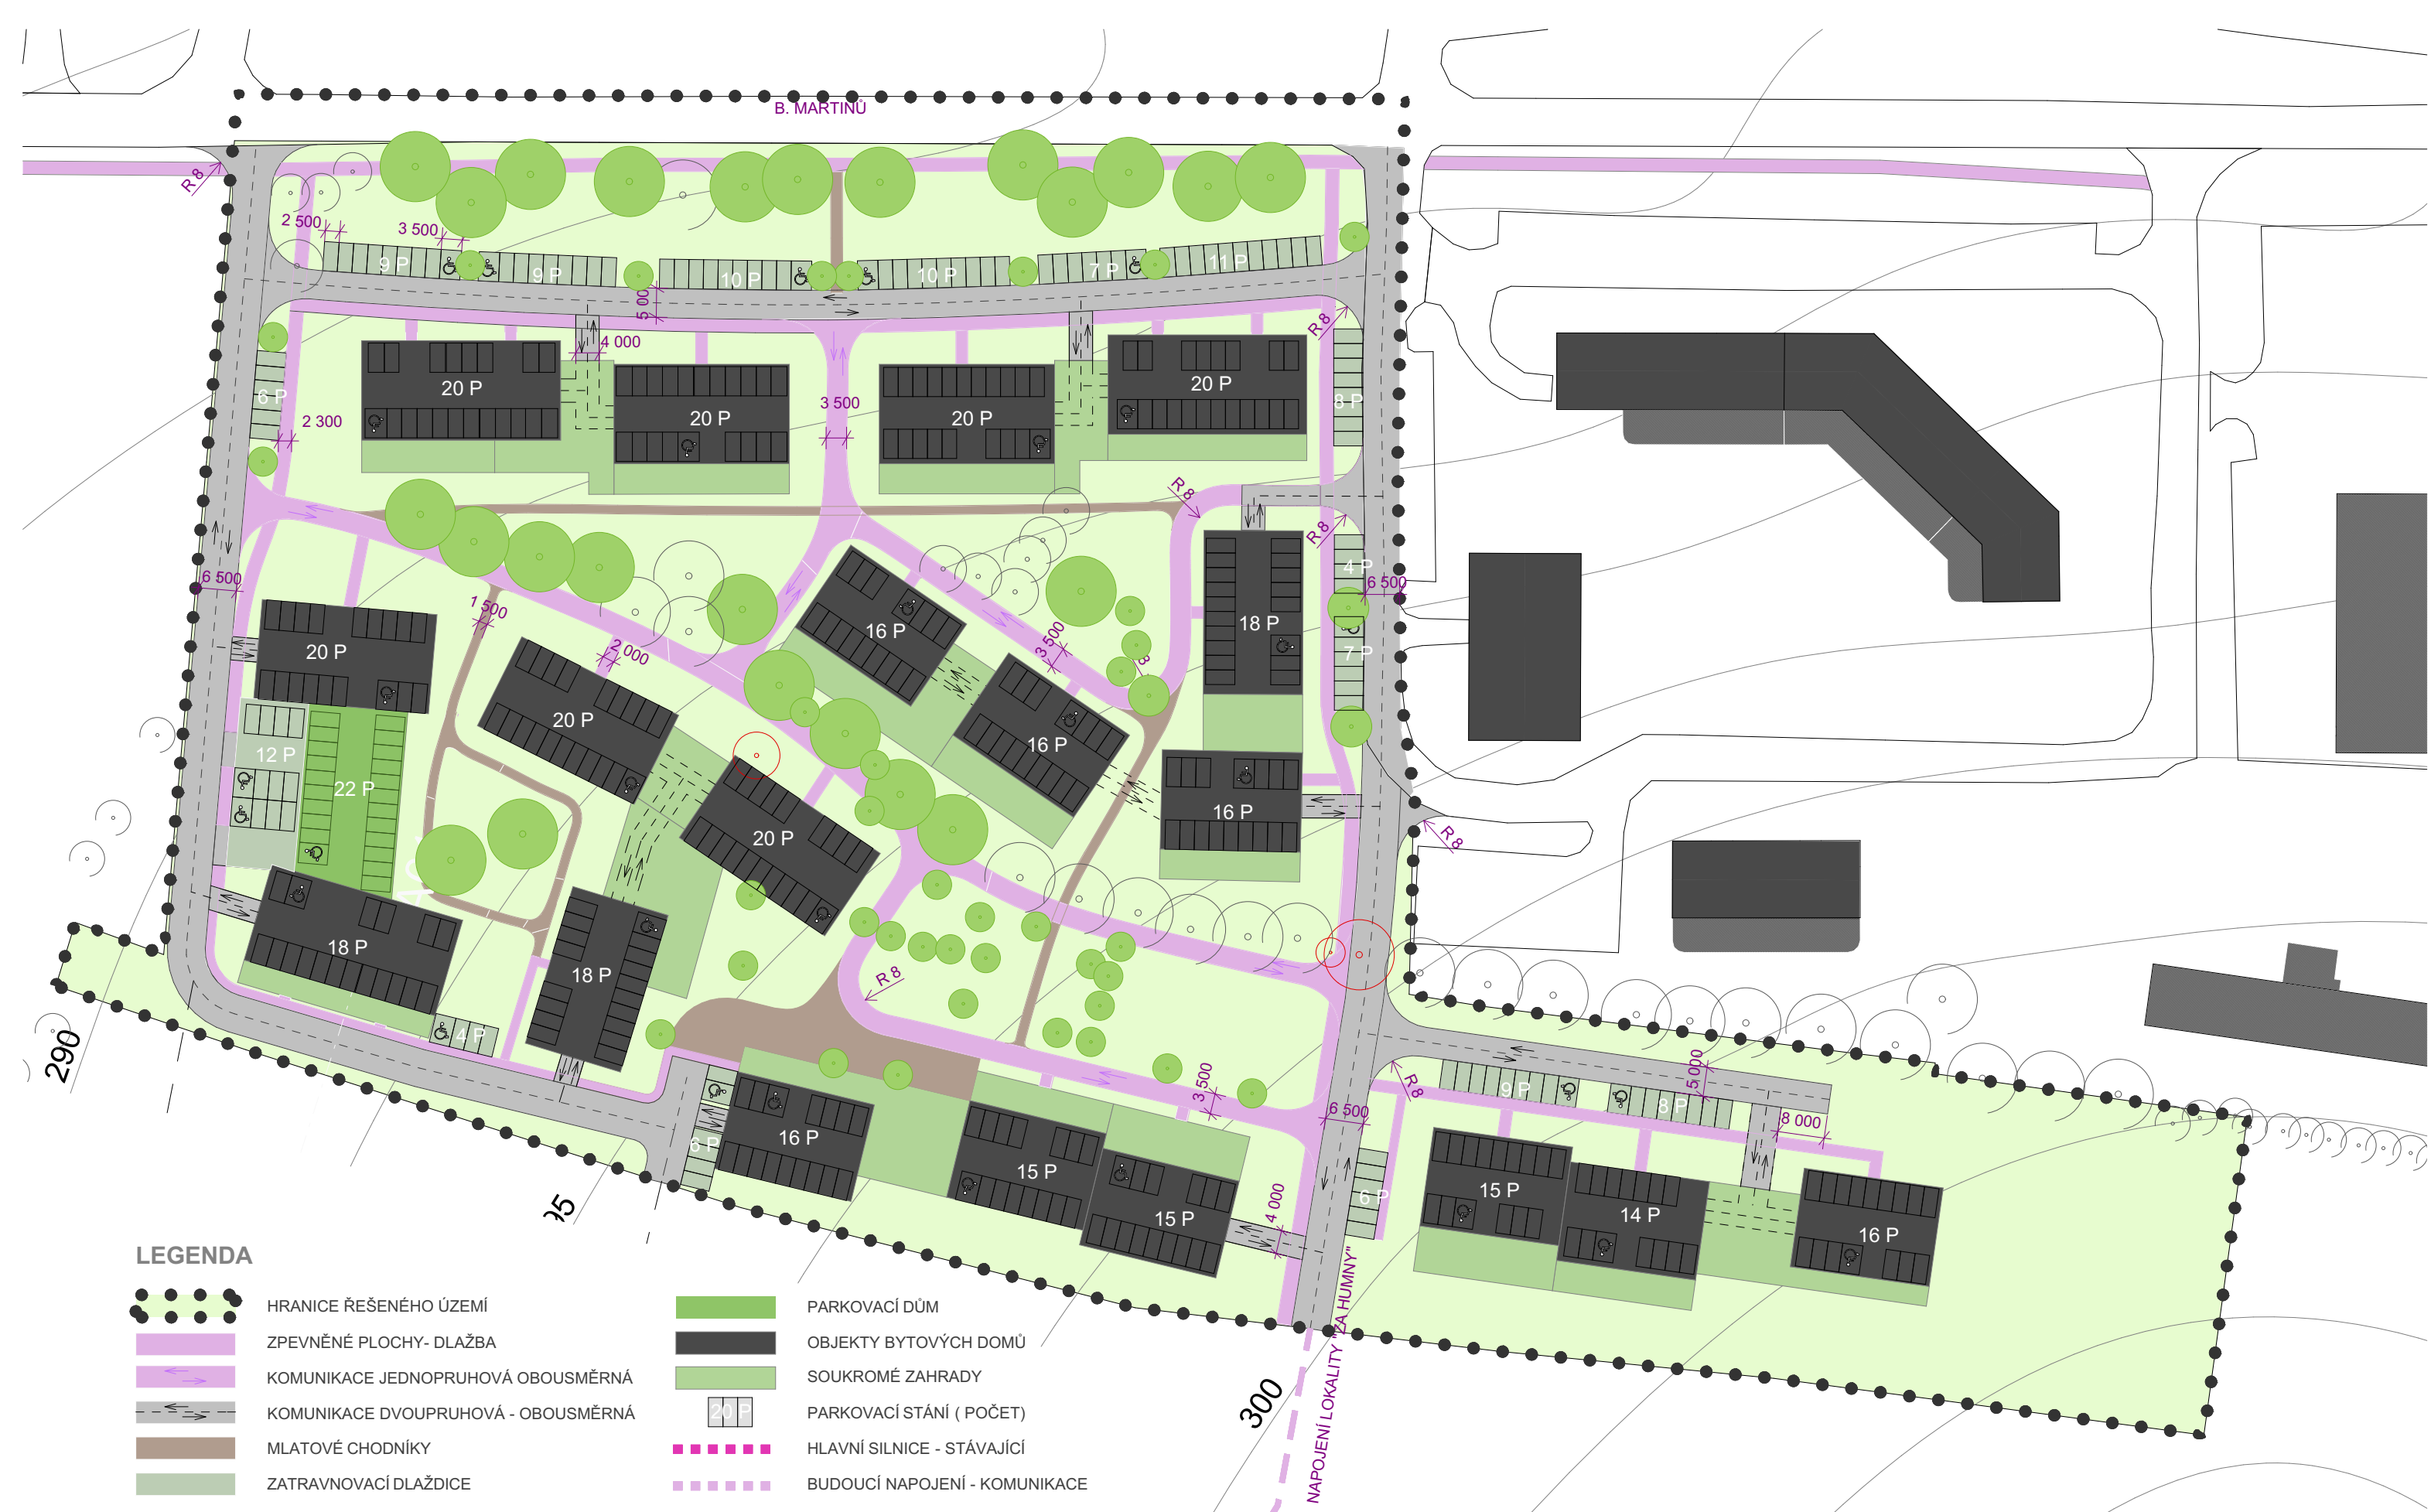 B. MARTINŮ
R 8
2 500
3 500
9 P
9 P
10 P
10 P
7 P
11 P
5 00
4 000
R 8
20 P
20 P
3 500
20 P
20 P
6 P
8 P
2 300
R 8
R 8
6 500
4 P
6 500
1 500
2 000
16 P
3 500
18 P
7 P
20 P
20 P
16 P
12 P
22 P
20 P
16 P
R 8
18 P
18 P
R 8
4 P
290
16 P
6 P
15 P
15 P
3 500
6 500
4 000
R 8
9 P
8 P
5 000
8 000
6 P
15 P
14 P
16 P
300
NAPOJENÍ LOKALITY "ZA HUMNY"
LEGENDA
HRANICE ŘEŠENÉHO ÚZEMÍ
ZPEVNĚNÉ PLOCHY- DLAŽBA
KOMUNIKACE JEDNOPRUHOVÁ OBOUSMĚRNÁ
KOMUNIKACE DVOUPRUHOVÁ - OBOUSMĚRNÁ
MLATOVÉ CHODNÍKY
ZATRAVNOVACÍ DLAŽDICE
PARKOVACÍ DŮM
OBJEKTY BYTOVÝCH DOMŮ
SOUKROMÉ ZAHRADY
20 P
PARKOVACÍ STÁNÍ ( POČET)
HLAVNÍ SILNICE - STÁVAJÍCÍ
BUDOUCÍ NAPOJENÍ - KOMUNIKACE